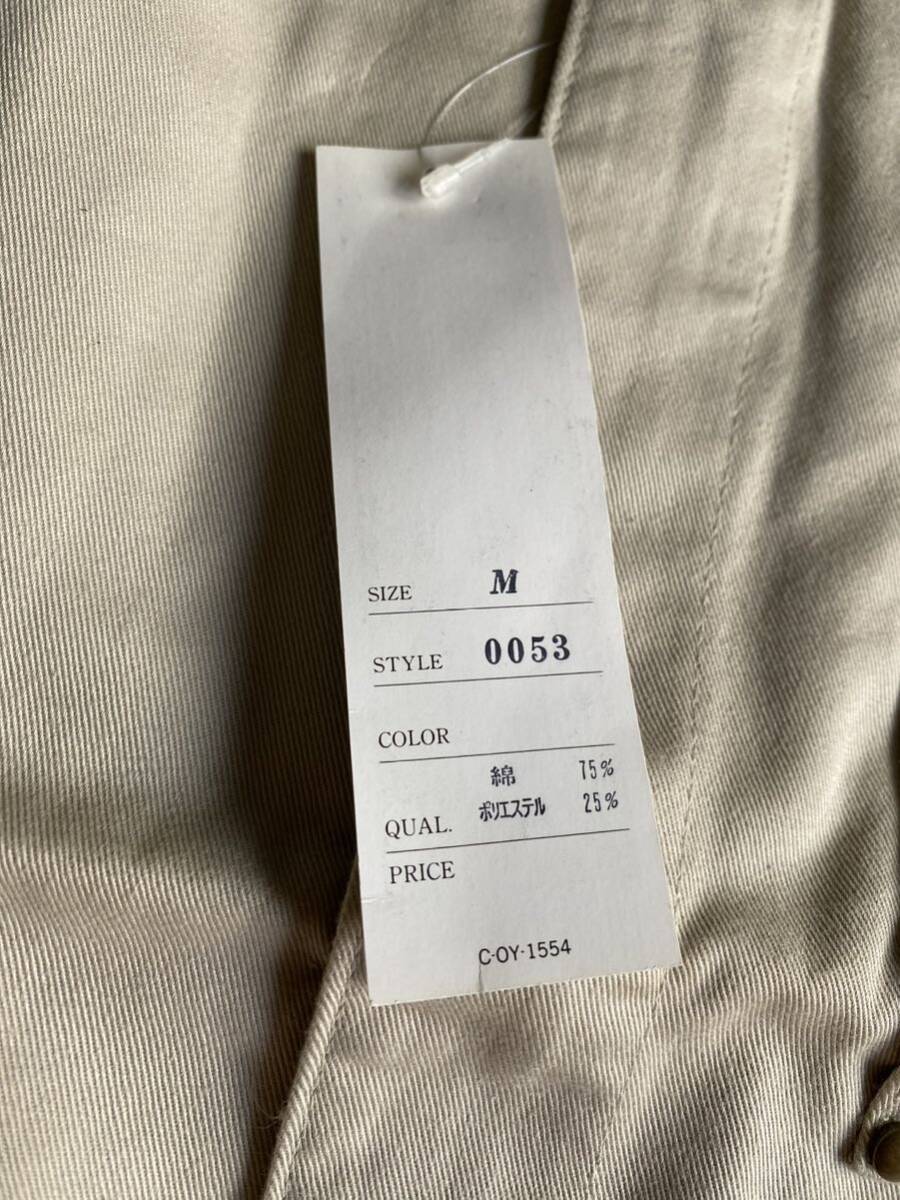 SIZE M
STYLE 0053
COLOR
綿 75%
QUAL. ポリエステル 25%
PRICE
C-OY-1554